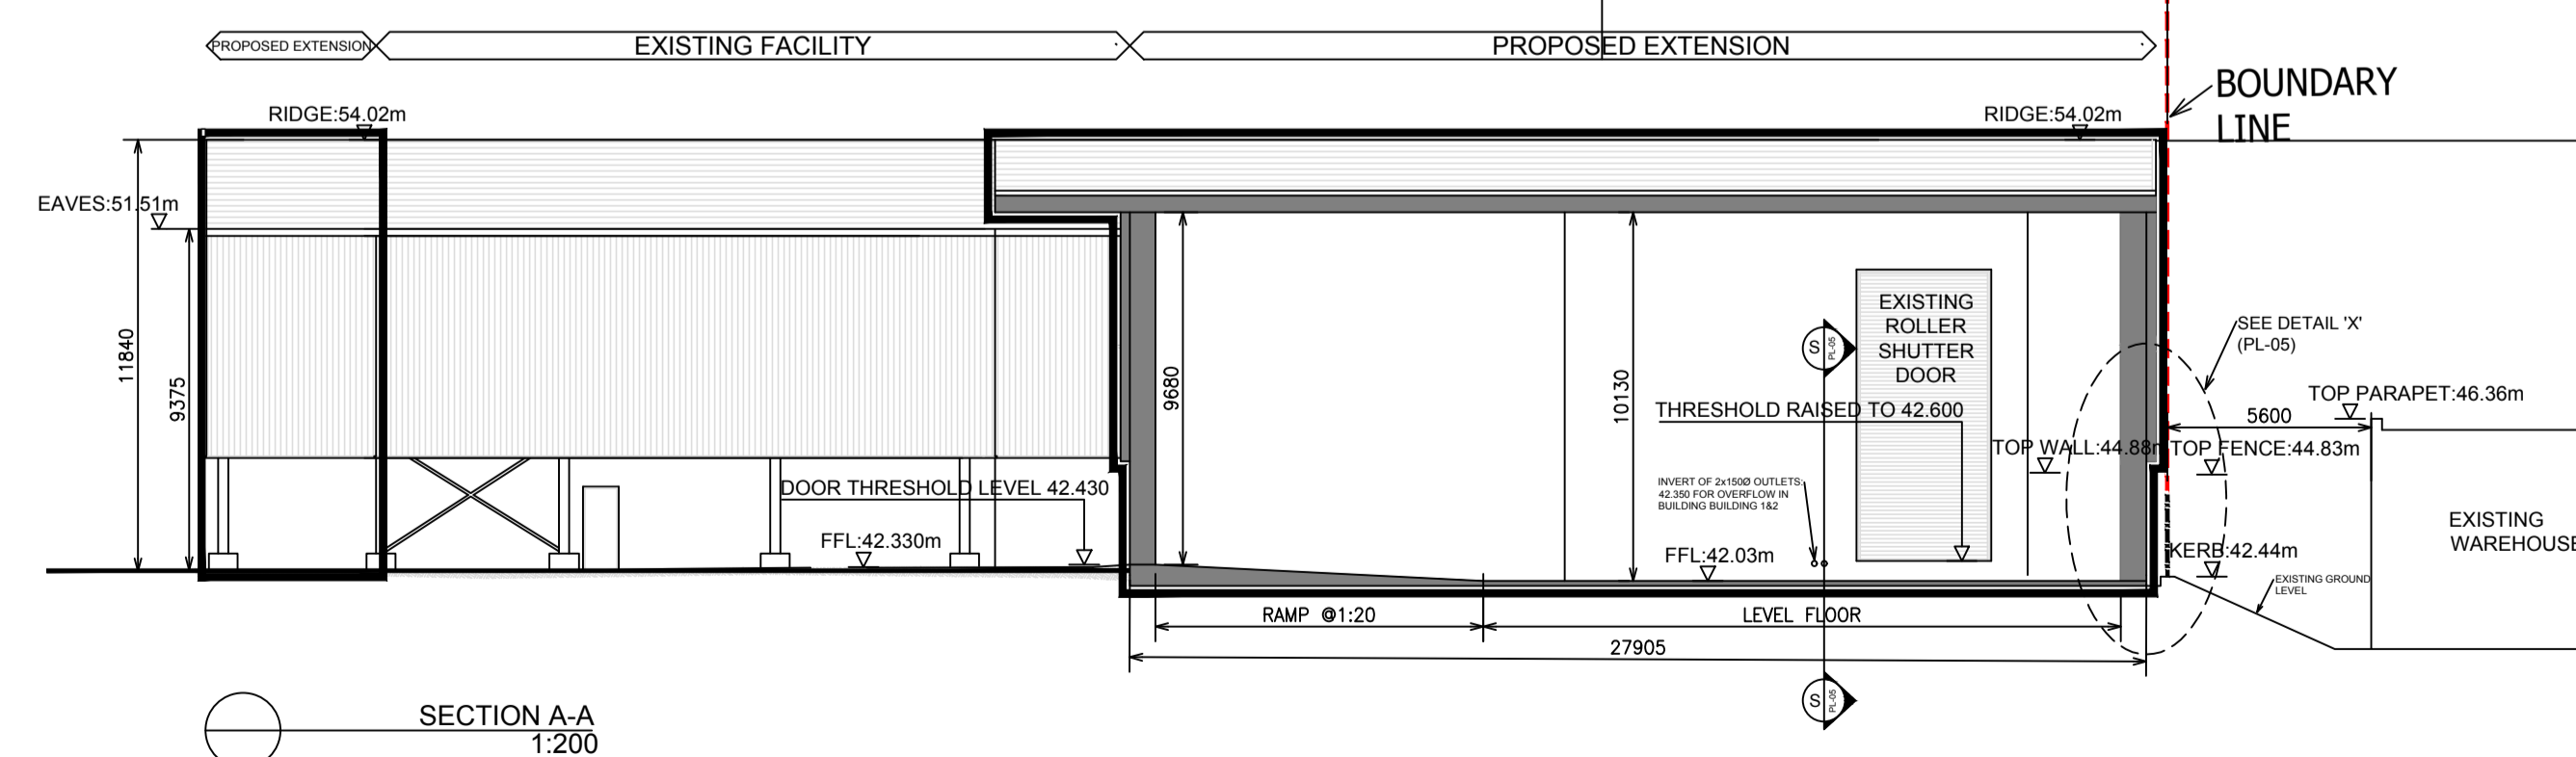 PROPOSED EXTENSION
EXISTING FACILITY
PROPOSED EXTENSION
BOUNDARY
LINE
RIDGE:54.02m
RIDGE:54.02m
EAVES:51.51m
11840
9375
9680
10130
EXISTING
ROLLER
SHUTTER
DOOR
S
PL-05
THRESHOLD RAISED TO 42.600
SEE DETAIL 'X'
(PL-05)
TOP PARAPET:46.36m
5600
TOP WALL:44.88m
TOP FENCE:44.83m
DOOR THRESHOLD LEVEL 42.430
INVERT OF 2x150Ø OUTLETS:
42.350 FOR OVERFLOW IN
BUILDING BUILDING 1&2
FFL:42.330m
FFL:42.03m
KERB:42.44m
EXISTING
WAREHOUSE
EXISTING GROUND
LEVEL
RAMP @1:20
LEVEL FLOOR
27905
S
PL-05
SECTION A-A
1:200